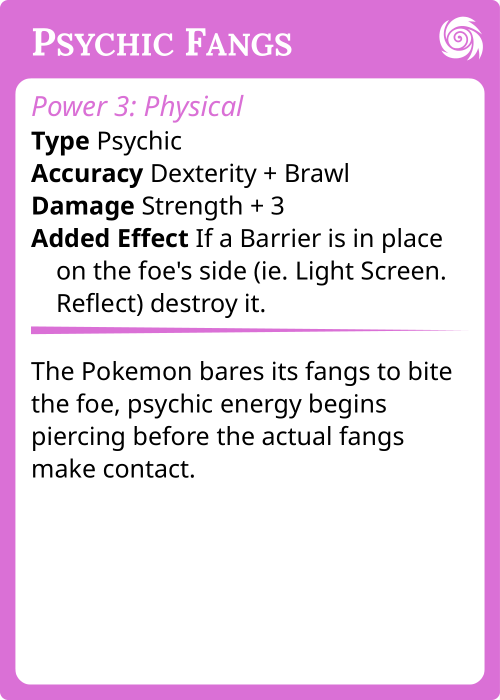 Psychic Fangs
Power 3: Physical
Type Psychic
Accuracy Dexterity + Brawl
Damage Strength + 3
Added Effect If a Barrier is in place
on the foe's side (ie. Light Screen.
Reflect) destroy it.
The Pokemon bares its fangs to bite
the foe, psychic energy begins
piercing before the actual fangs
make contact.